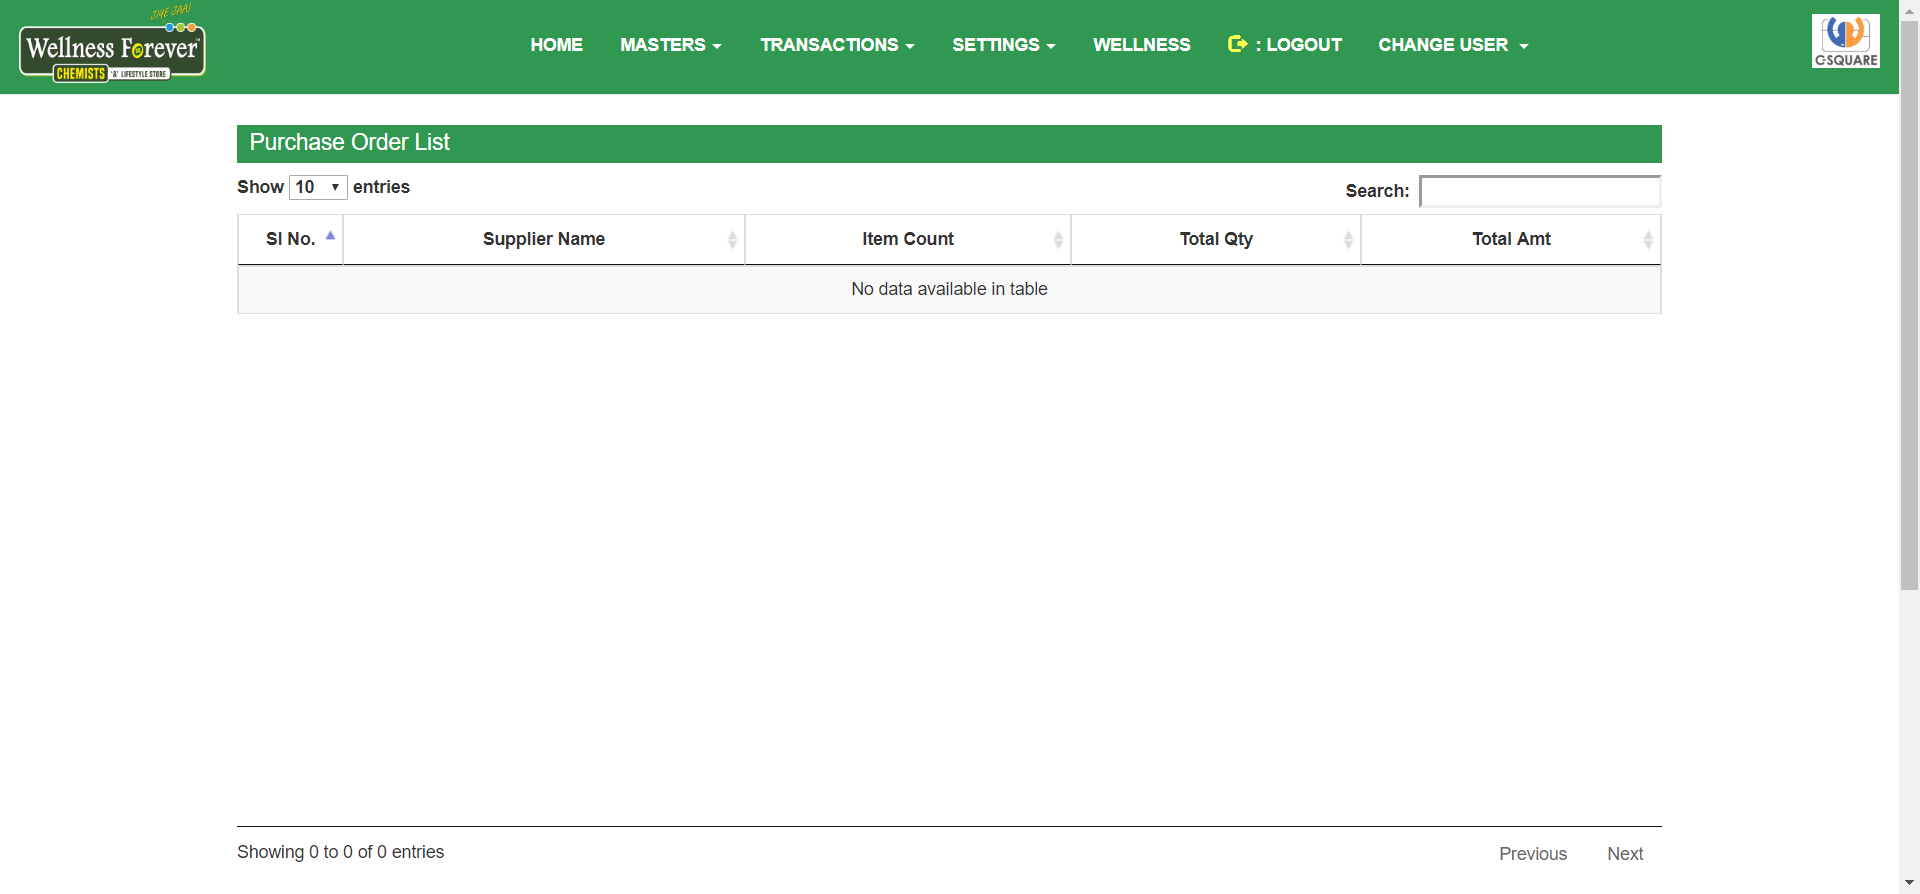 JIYE JAA!
Wellness Forever
CHEMISTS '&' LIFESTYLE STORE
HOME MASTERS TRANSACTIONS SETTINGS WELLNESS : LOGOUT CHANGE USER
C-SQUARE
Purchase Order List
Show 10 entries
Search:
Sl No. Supplier Name Item Count Total Qty Total Amt
No data available in table
Showing 0 to 0 of 0 entries
Previous Next